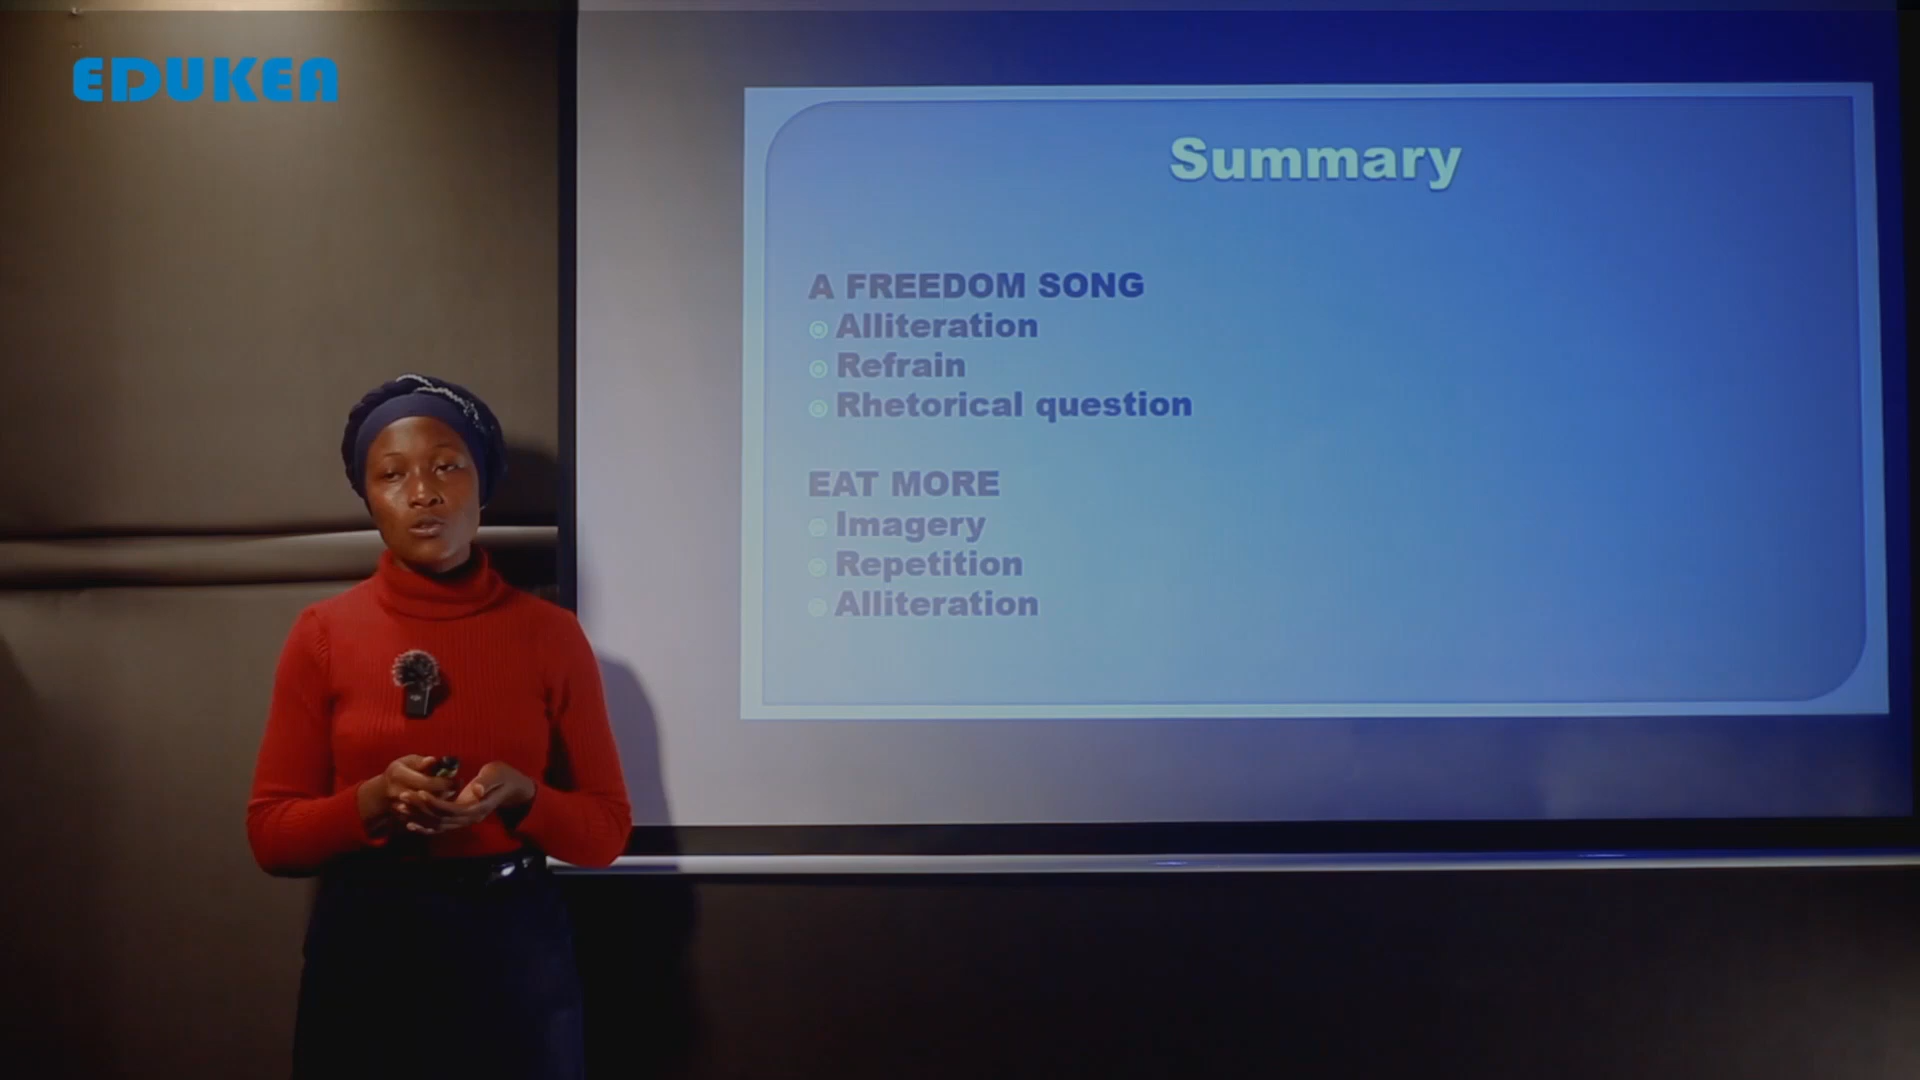 EDUKEA
Summary
A FREEDOM SONG
Alliteration
Refrain
Rhetorical question
EAT MORE
Imagery
Repetition
Alliteration